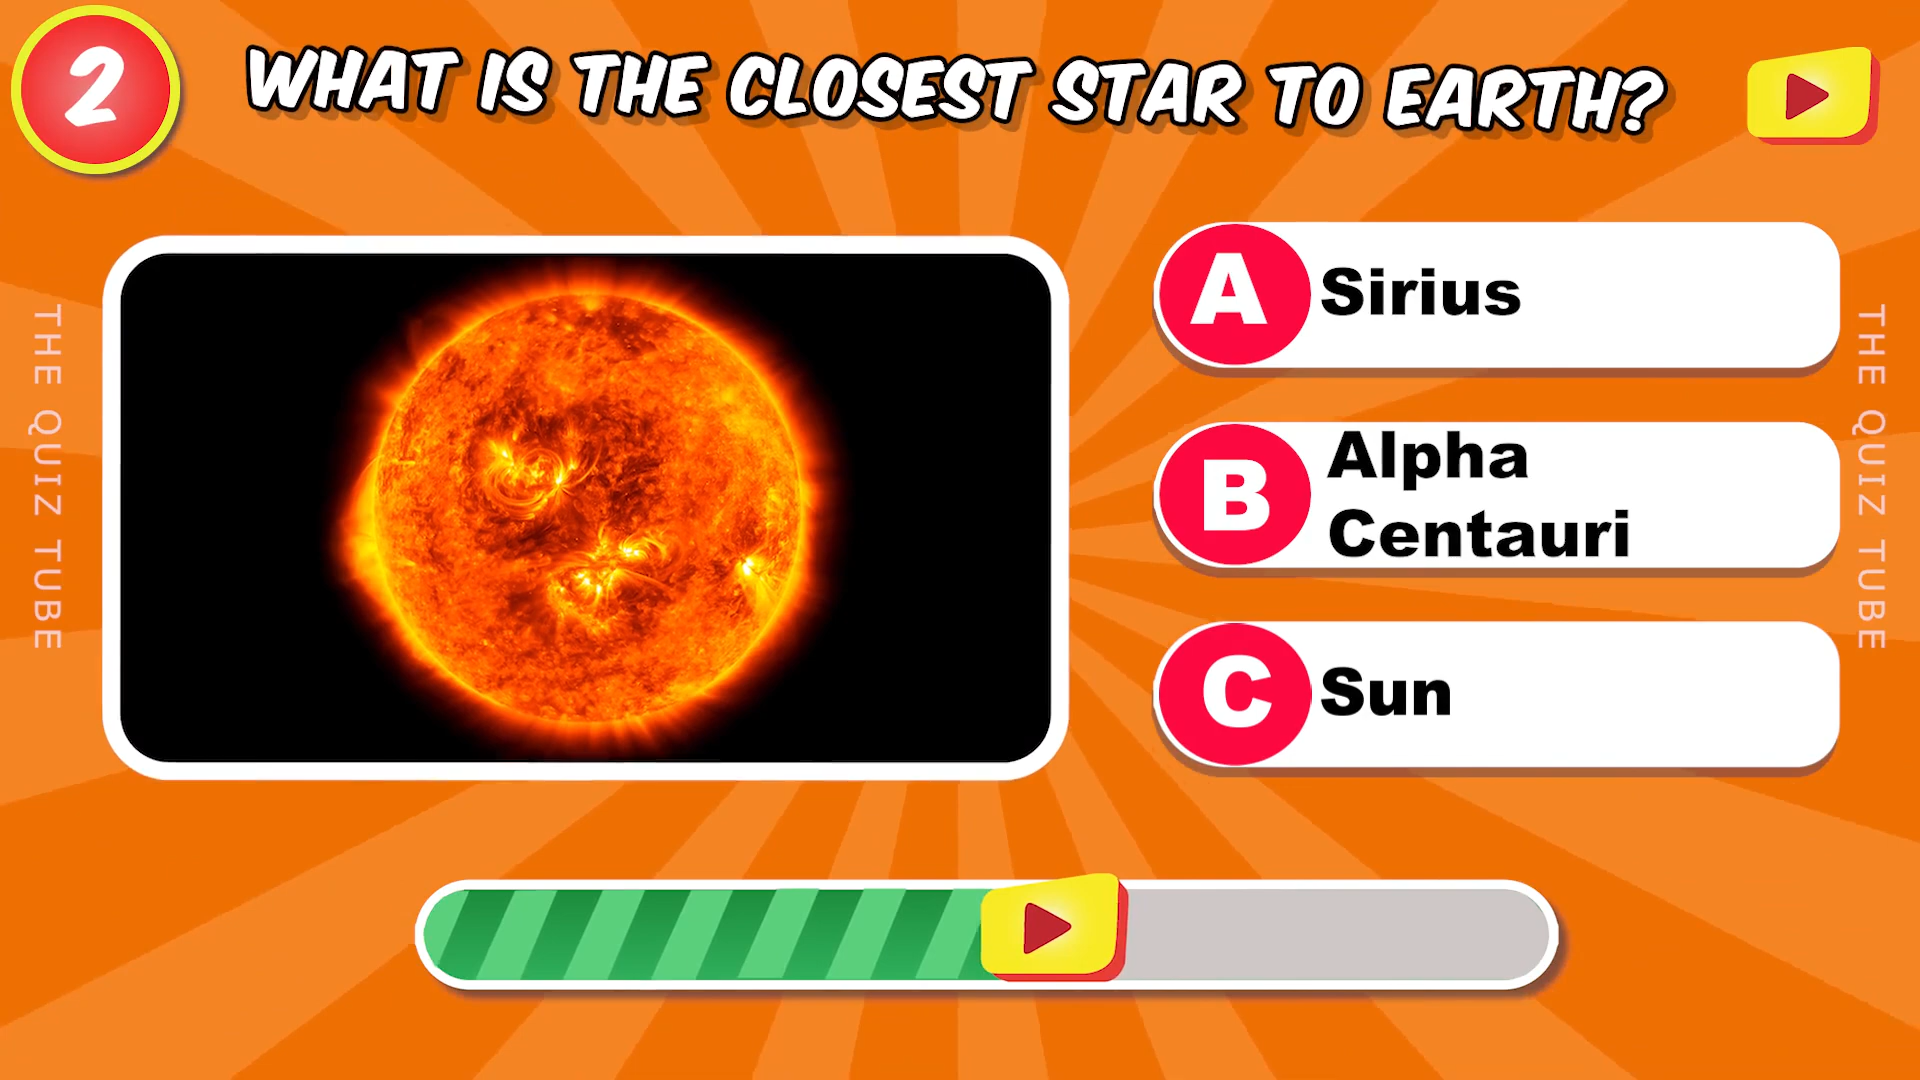 2
WHAT IS THE CLOSEST STAR TO EARTH?
THE QUIZ TUBE
A Sirius
B Alpha
Centauri
C Sun
THE QUIZ TUBE